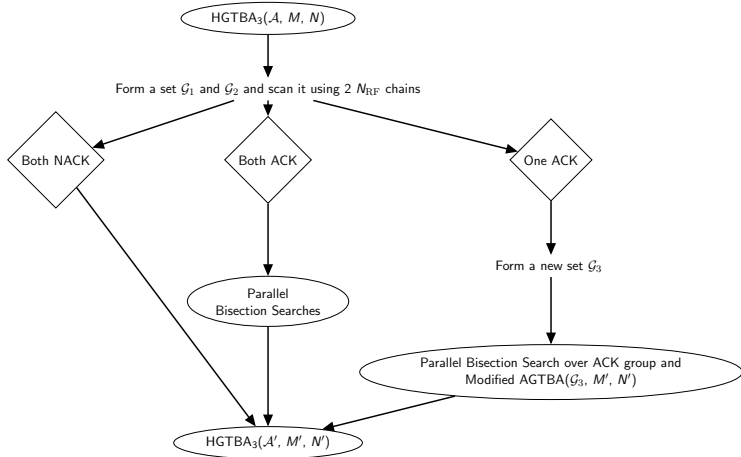 HGTBA₃(𝒜, M, N)
Form a set 𝒢₁ and 𝒢₂ and scan it using 2 N_RF chains
Both NACK
Both ACK
One ACK
Form a new set 𝒢₃
Parallel
Bisection Searches
Parallel Bisection Search over ACK group and
Modified AGTBA(𝒢₃, M′, N′)
HGTBA₃(𝒜′, M′, N′)